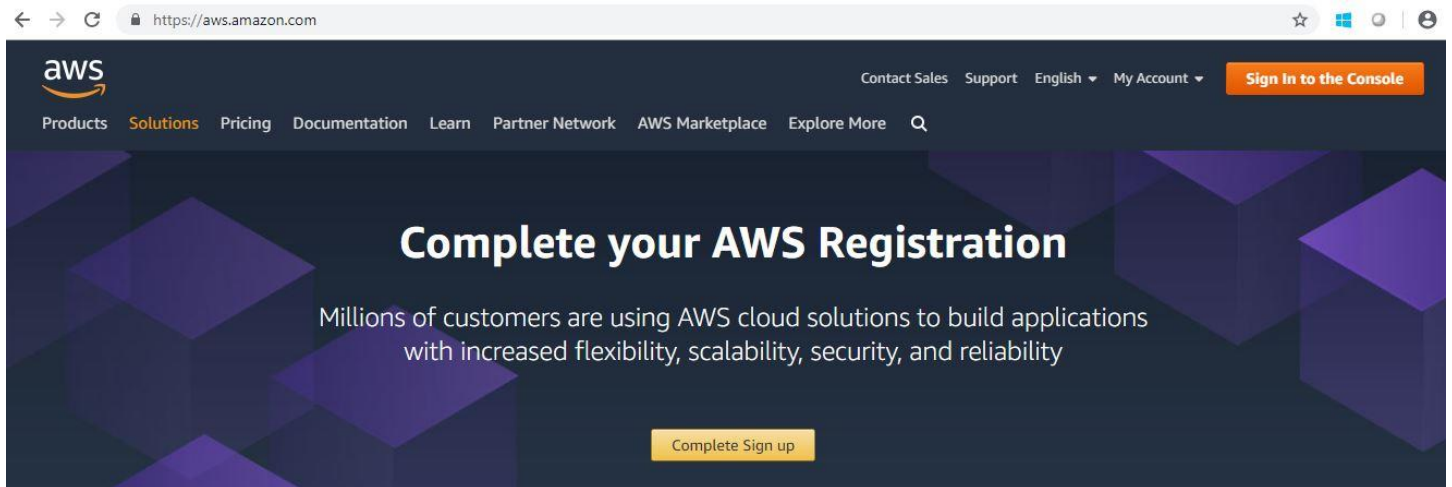 https://aws.amazon.com
aws
Contact Sales Support English My Account Sign In to the Console
Products Solutions Pricing Documentation Learn Partner Network AWS Marketplace Explore More
Complete your AWS Registration
Millions of customers are using AWS cloud solutions to build applications
with increased flexibility, scalability, security, and reliability
Complete Sign up